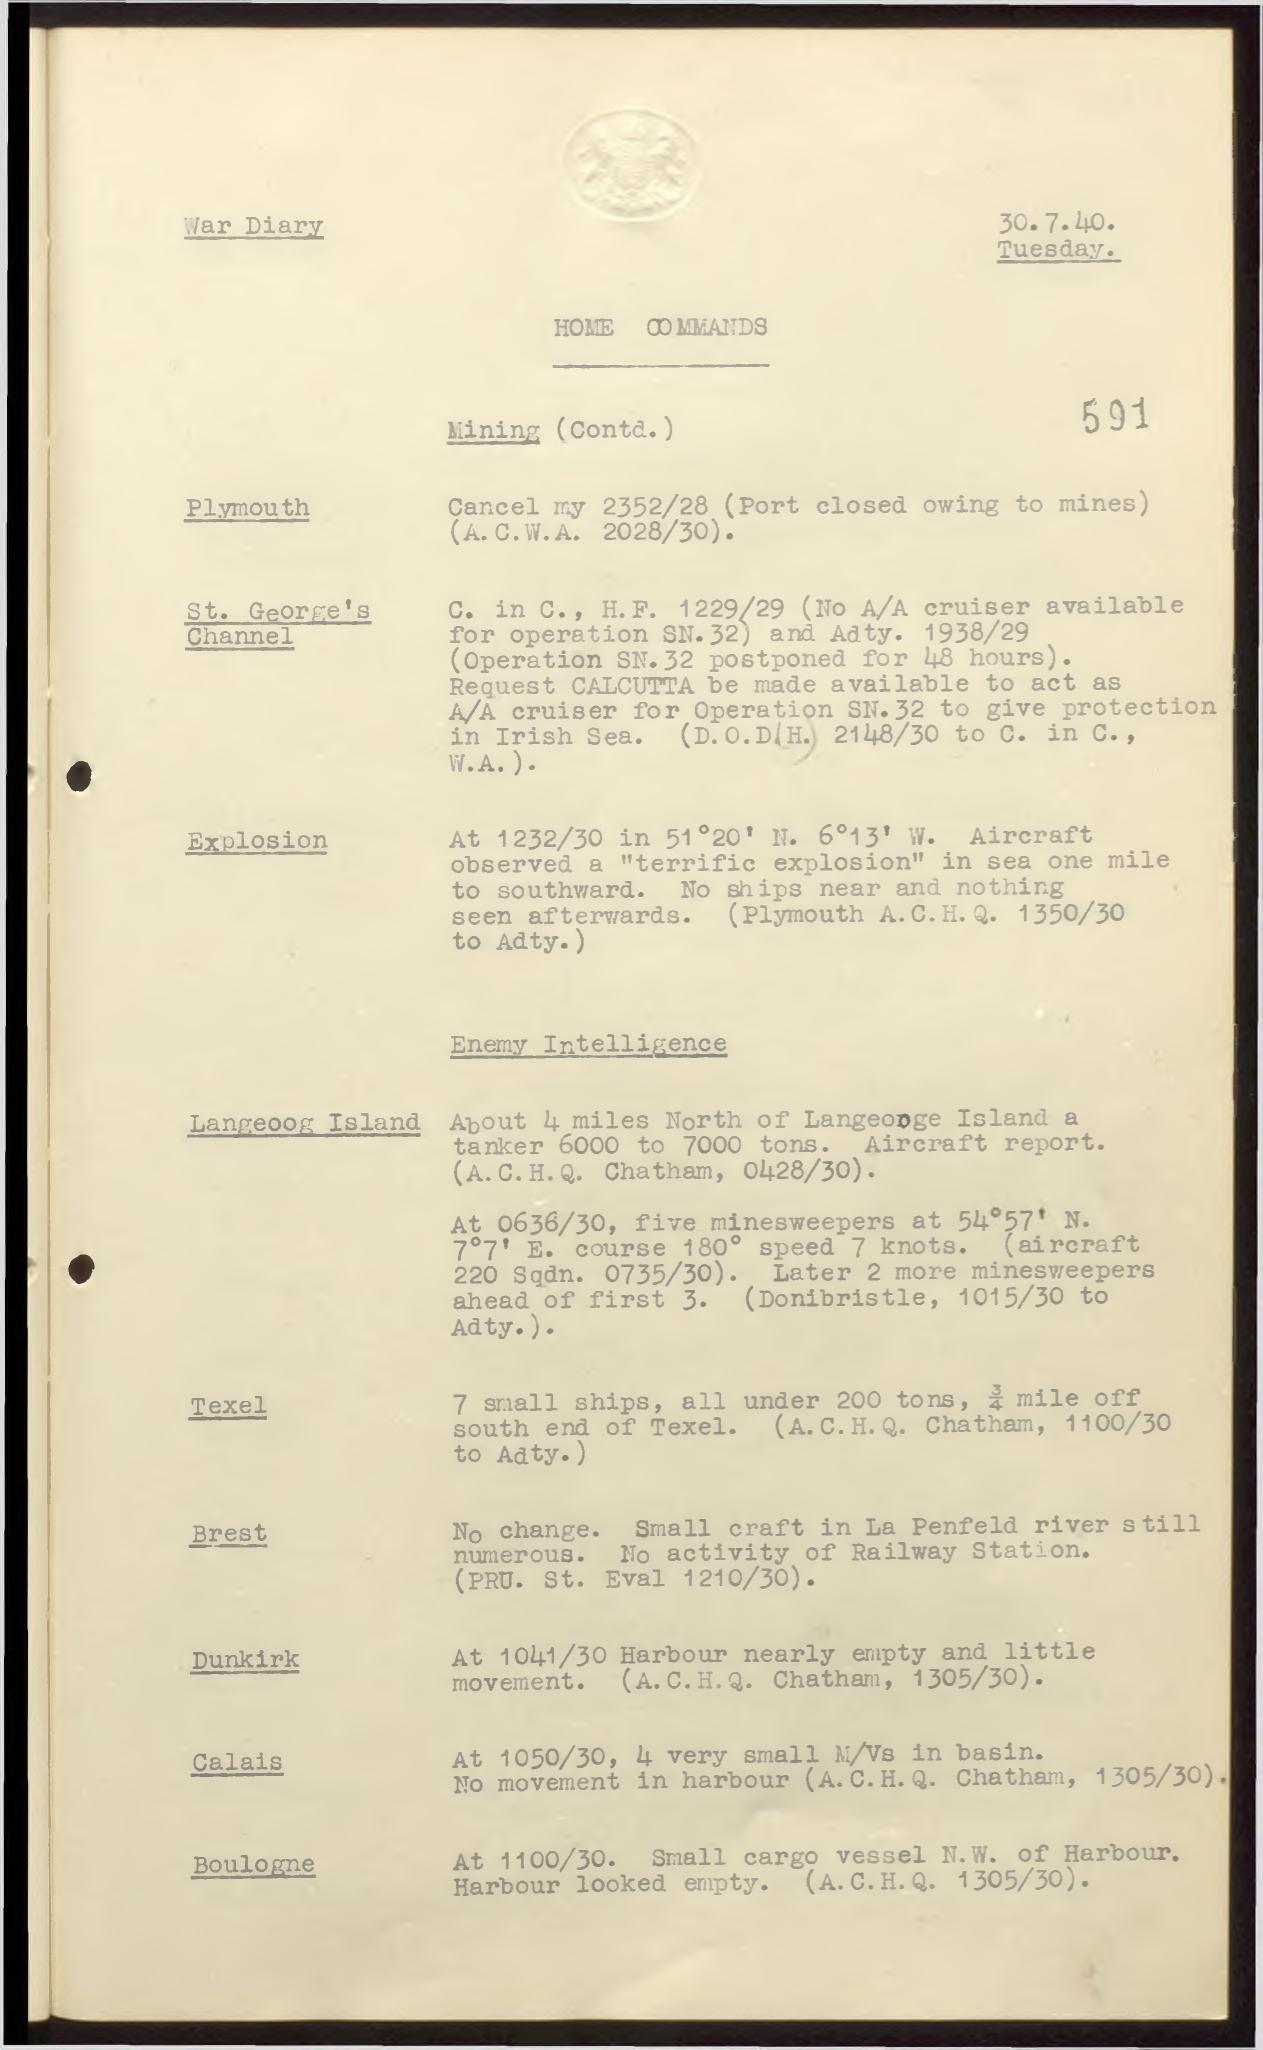 War Diary
30.7.40.
Tuesday.
HOME COMMANDS
591
Mining (Contd.)
Plymouth
Cancel my 2352/28 (Port closed owing to mines)
(A.C.W.A. 2028/30).
St. George's
Channel
C. in C., H.F. 1229/29 (No A/A cruiser available
for operation SN.32) and Adty. 1938/29
(Operation SN.32 postponed for 48 hours).
Request CALCUTTA be made available to act as
A/A cruiser for Operation SN.32 to give protection
in Irish Sea. (D.O.D(H.) 2148/30 to C. in C.,
W.A.).
Explosion
At 1232/30 in 51°20' N. 6°13' W. Aircraft
observed a "terrific explosion" in sea one mile
to southward. No ships near and nothing
seen afterwards. (Plymouth A.C.H.Q. 1350/30
to Adty.)
Enemy Intelligence
Langeoog Island
About 4 miles North of Langeooge Island a
tanker 6000 to 7000 tons. Aircraft report.
(A.C.H.Q. Chatham, 0428/30).
At 0636/30, five minesweepers at 54°57' N.
7°7' E. course 180° speed 7 knots. (aircraft
220 Sqdn. 0735/30). Later 2 more minesweepers
ahead of first 3. (Donibristle, 1015/30 to
Adty.).
Texel
7 small ships, all under 200 tons, ¾ mile off
south end of Texel. (A.C.H.Q. Chatham, 1100/30
to Adty.)
Brest
No change. Small craft in La Penfeld river still
numerous. No activity of Railway Station.
(PRU. St. Eval 1210/30).
Dunkirk
At 1041/30 Harbour nearly empty and little
movement. (A.C.H.Q. Chatham, 1305/30).
Calais
At 1050/30, 4 very small M/Vs in basin.
No movement in harbour (A.C.H.Q. Chatham, 1305/30).
Boulogne
At 1100/30. Small cargo vessel N.W. of Harbour.
Harbour looked empty. (A.C.H.Q. 1305/30).